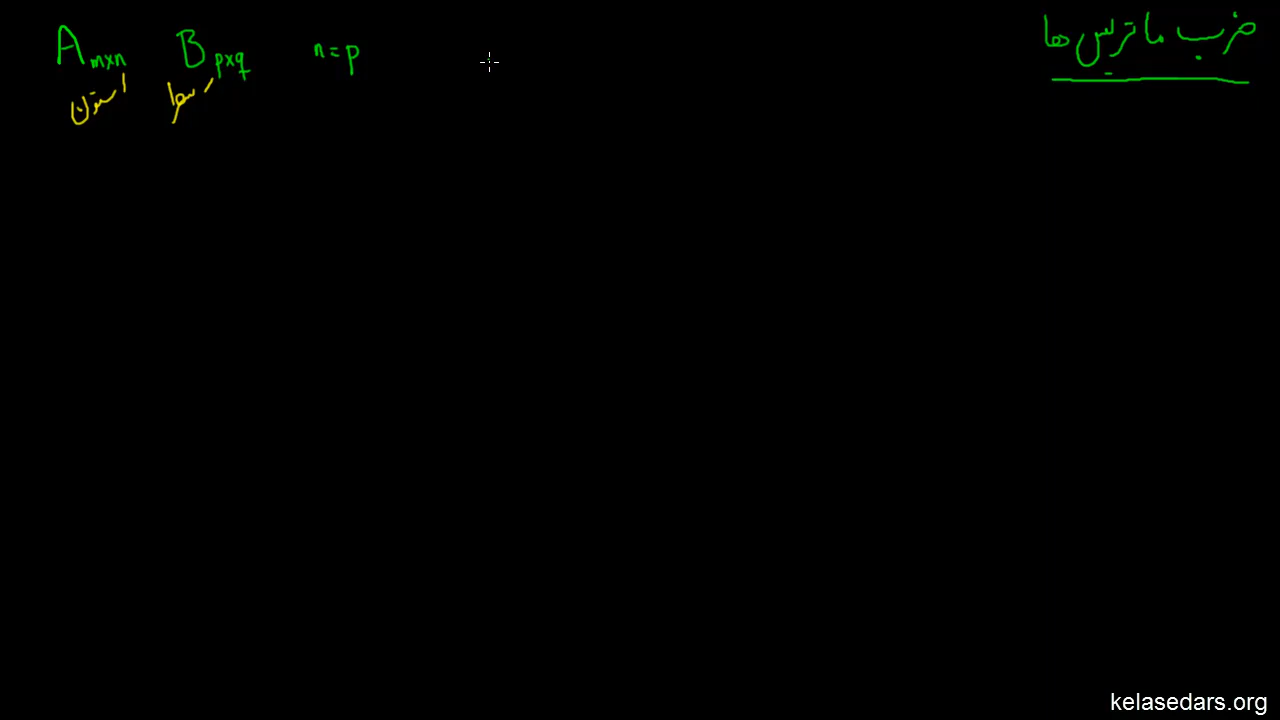 ضرب ماتریس ها
A m×n B p×q n = p
ستون سطر
kelasedars.org